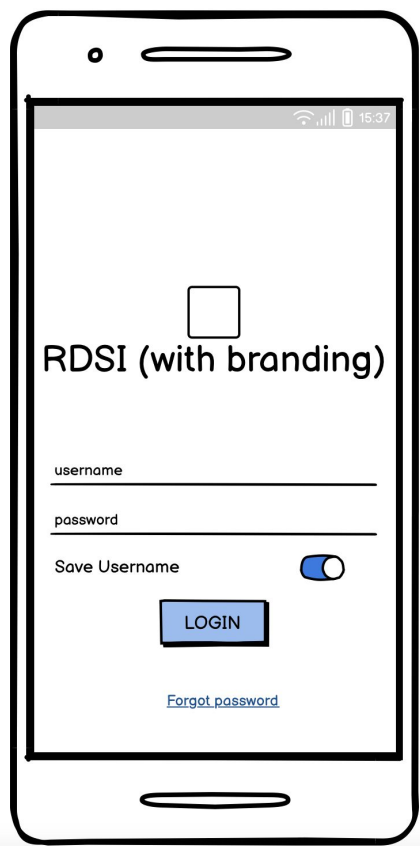 15:37
RDSI (with branding)
username
password
Save Username
LOGIN
Forgot password